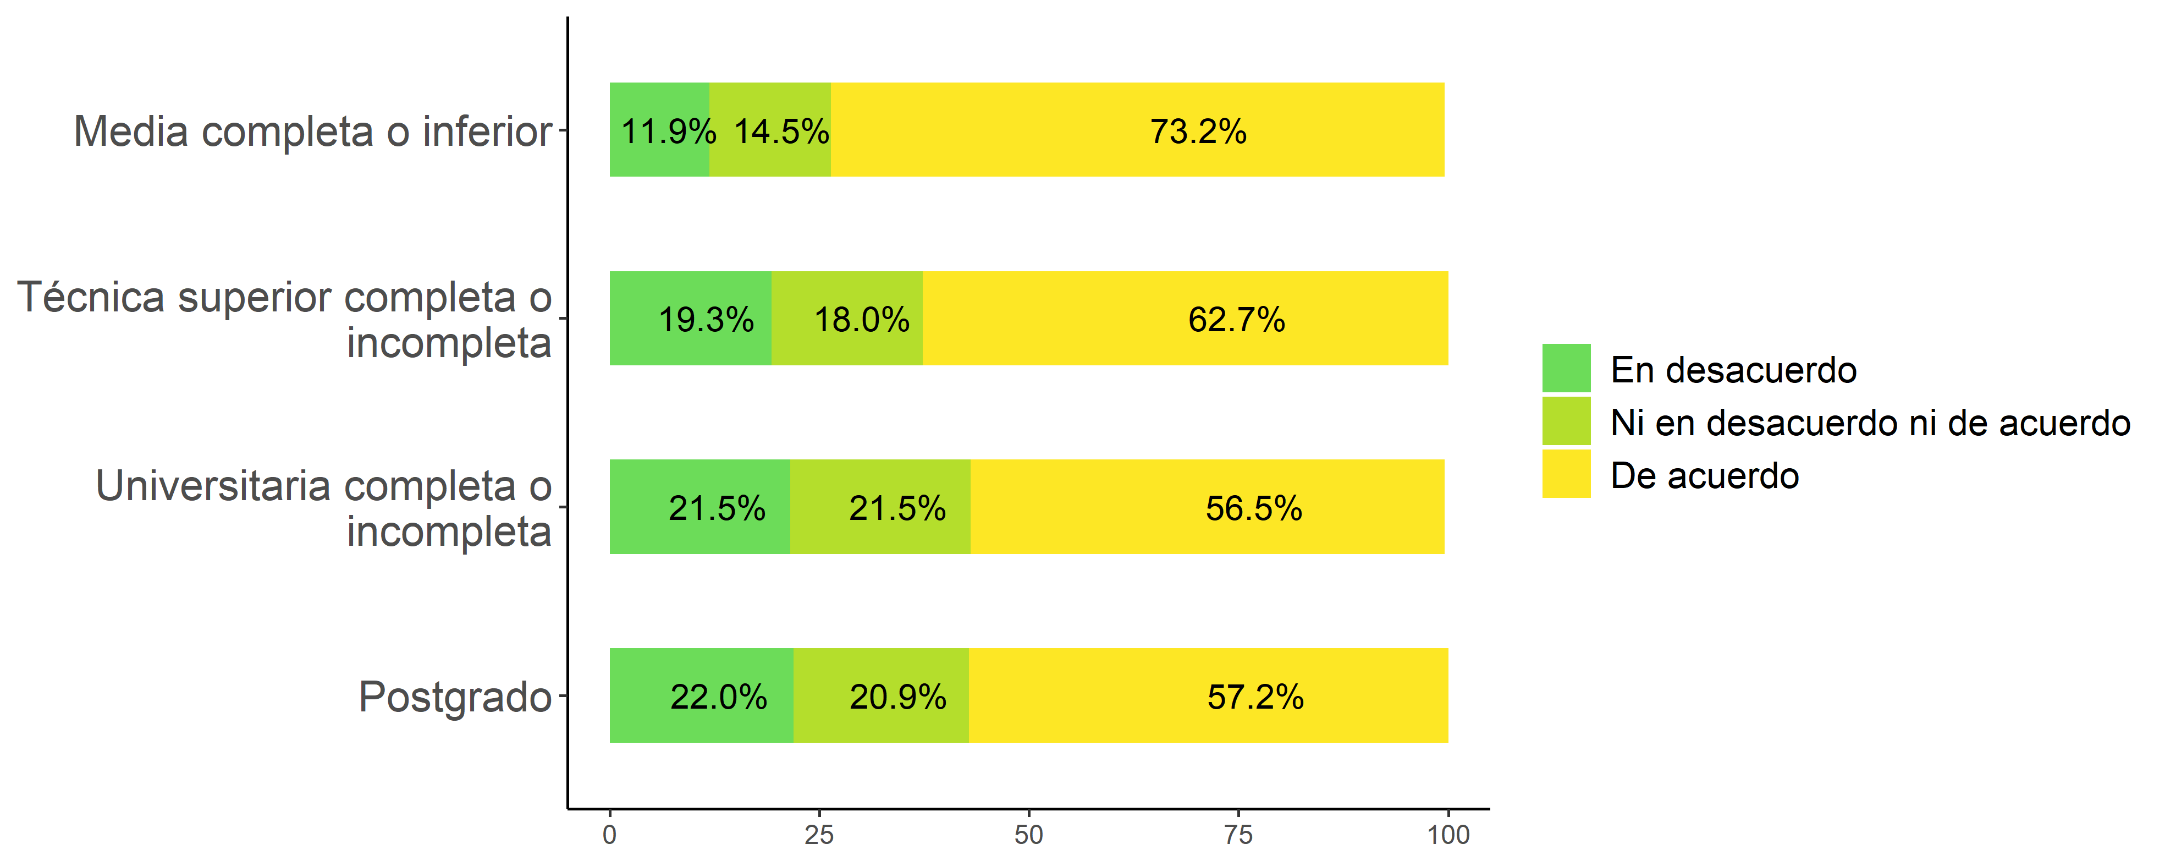 Media completa o inferior
11.9%
14.5%
73.2%
Técnica superior completa o
incompleta
19.3%
18.0%
62.7%
Universitaria completa o
incompleta
21.5%
21.5%
56.5%
Postgrado
22.0%
20.9%
57.2%
0
25
50
75
100
En desacuerdo
Ni en desacuerdo ni de acuerdo
De acuerdo